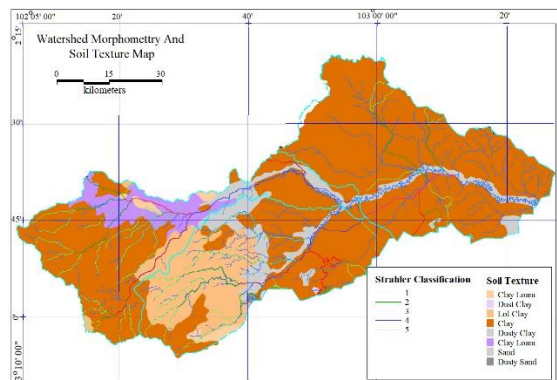 102° 05' 00"
20'
40'
103° 00' 00"
20'
2° 15'
Watershed Morphomettry And
Soil Texture Map
0 15 30
kilometers
30'
45'
6'
3° 10' 00"
Strahler Classification
1
2
3
4
5
Soil Texture
Clay Loam
Dust Clay
Lol Clay
Clay
Dusty Clay
Clay Loam
Sand
Dusty Sand